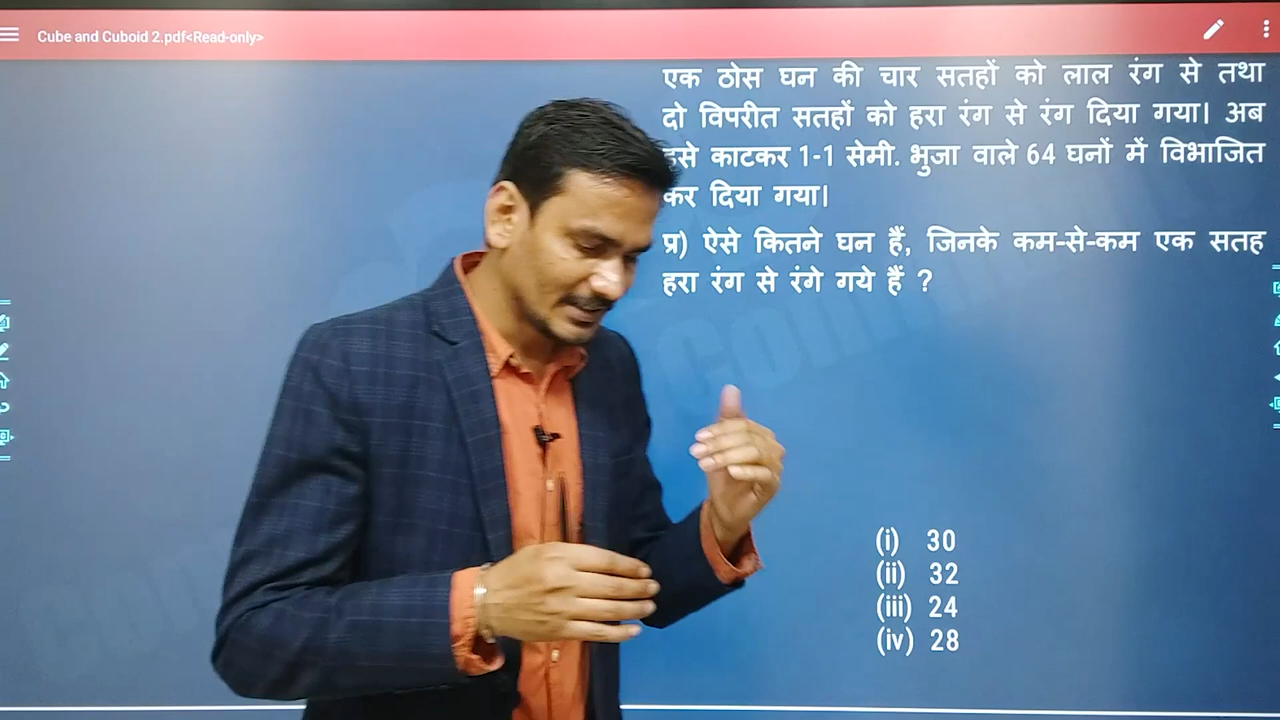 Cube and Cuboid 2.pdf<Read-only>
एक ठोस घन की चार सतहों को लाल रंग से तथा
दो विपरीत सतहों को हरा रंग से रंग दिया गया। अब
इसे काटकर 1-1 सेमी. भुजा वाले 64 घनों में विभाजित
कर दिया गया।
प्र) ऐसे कितने घन हैं, जिनके कम-से-कम एक सतह
हरा रंग से रंगे गये हैं ?
(i) 30
(ii) 32
(iii) 24
(iv) 28